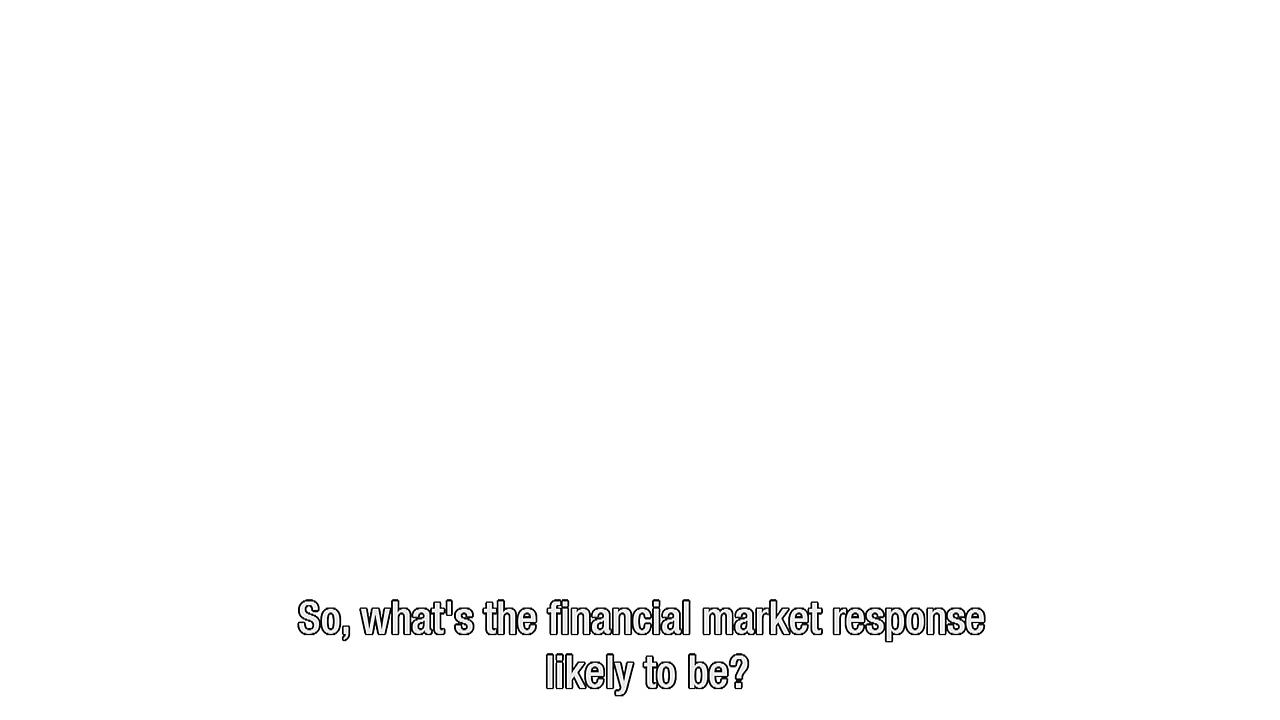 So, what's the financial market response
likely to be?